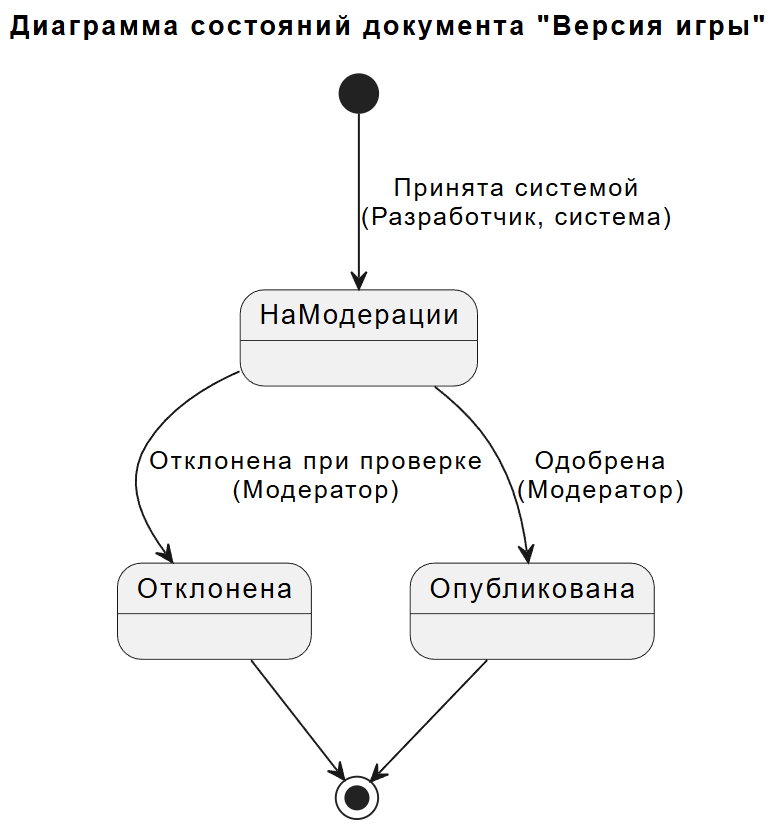 Диаграмма состояний документа "Версия игры"
Принята системой
(Разработчик, система)
НаМодерации
Отклонена при проверке
(Модератор)
Одобрена
(Модератор)
Отклонена
Опубликована